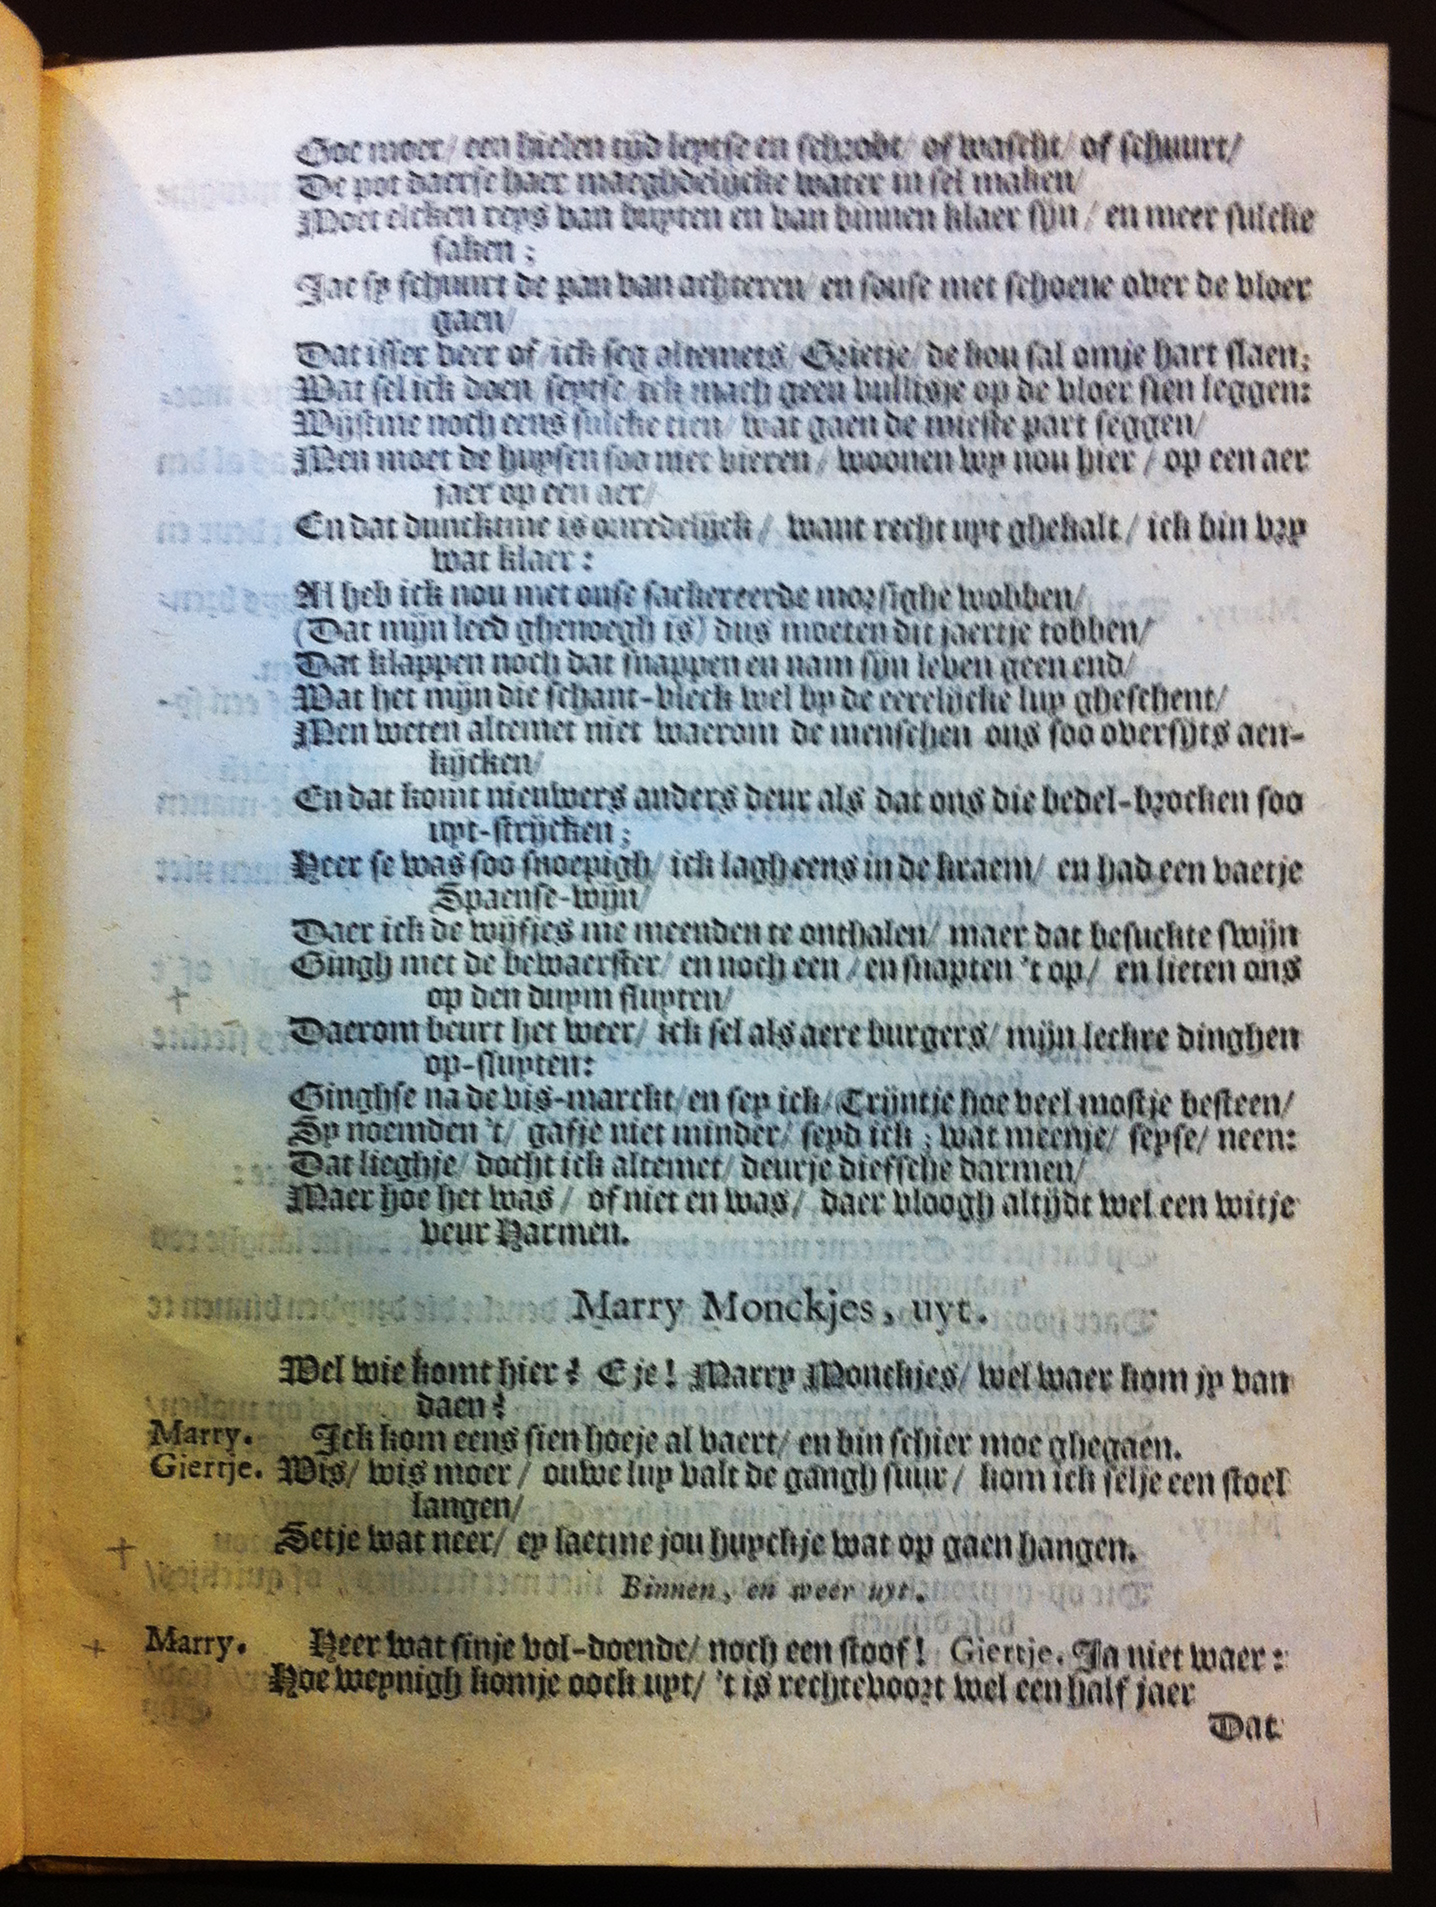 Goe moer/ een hielen tijd leytse en schrobt/ of wascht/ of schuurt/
De pot daerse haer maeghdelijcke water in sel maken/
Moet elcken reys van buyten en van binnen klaer sijn/ en meer sulcke
saken;
Jae sy schuurt de pan van achteren/ en souse met schoene over de vloer
gaen/
Dat isser veer of/ ick seg altemets/ Grietje/ de kou sal omje hart slaen;
Wat sel ick doen/ seytse/ ick mach geen vullisje op de vloer sien leggen:
Wijstme noch eens sulcke tien/ wat gaen de mieste part seggen/
Men moet de huysen soo niet vieren/ woonen wy nou hier/ op een aer
jaer op een aer/
En dat dunckme is onredelijck/ want recht uyt ghekalt/ ick bin vry
wat klaer:
Al heb ick nou met onse sackereerde morsighe wobben/
(Dat mijn leed ghenoegh is) dus moeten dit jaertje tobben/
Dat klappen noch dat snappen en nam sijn leven geen end/
Wat het mijn die schant-vleck wel by de eerelijcke luy gheschent/
Men weten altemet niet waerom de menschen ons soo oversijts aen-
kijcken/
En dat komt nieuwers anders deur als dat ons die bedel-brocken soo
uyt-strijcken;
Heer se was soo snoepigh/ ick lagh eens in de kraem/ en had een vaetje
Spaense-wijn/
Daer ick de wijfjes me meenden te onthalen/ maer dat besuckte swijn
Gingh met de bewaerster/ en noch een/ en snapten 't op/ en lieten ons
op den duym fluyten/
Daerom beurt het weer/ ick sel als aere burgers/ mijn leckre dinghen
op-sluyten:
Ginghse na de vis-marckt/ en sey ick/ Trijntje hoe veel mostje besteen/
Sy noemden 't/ gafje niet minder/ seyd ick; wat meenje/ seyse/ neen:
Dat lieghje/ docht ick altemet/ deurje dieffsche darmen/
Maer hoe het was/ of niet en was/ daer vloogh altijdt wel een witje
veur Harmen.
Marry Monckjes, uyt.
Wel wie komt hier? E je! Marry Monckjes/ wel waer kom jy van
daen?
Marry. Ick kom eens sien hoeje al vaert/ en bin schier moe ghegaen.
Giertje. Wis/ wis moer/ ouwe luy valt de gangh suur/ kom ick selje een stoel
langen/
Setje wat neer/ ey laetme jou huyckje wat op gaen hangen.
Binnen, en weer uyt.
Marry. Heer wat sinje vol-doende/ noch een stoof! Giertje. Ja niet waer:
Hoe weynigh komje oock uyt/ 't is rechtevoort wel een half jaer
Dat